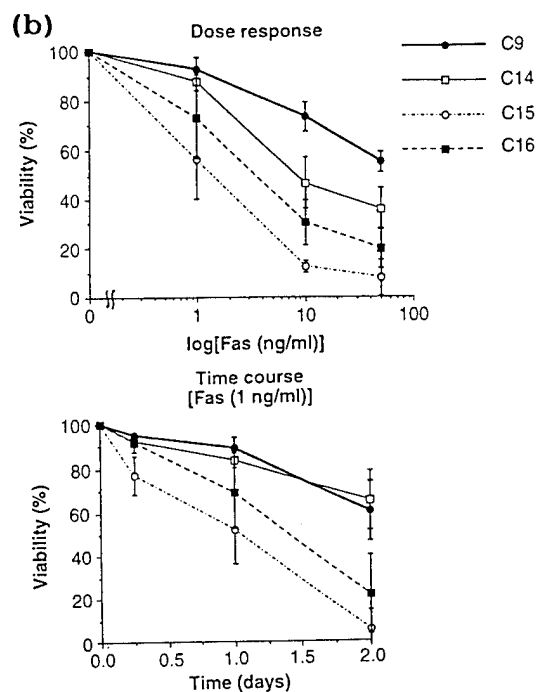 (b)
Dose response
C9
C14
C15
C16
100
80
60
40
20
0
Viability (%)
0 1 10 100
log[Fas (ng/ml)]
Time course
[Fas (1 ng/ml)]
100
80
60
40
20
0
Viability (%)
0.0 0.5 1.0 1.5 2.0
Time (days)